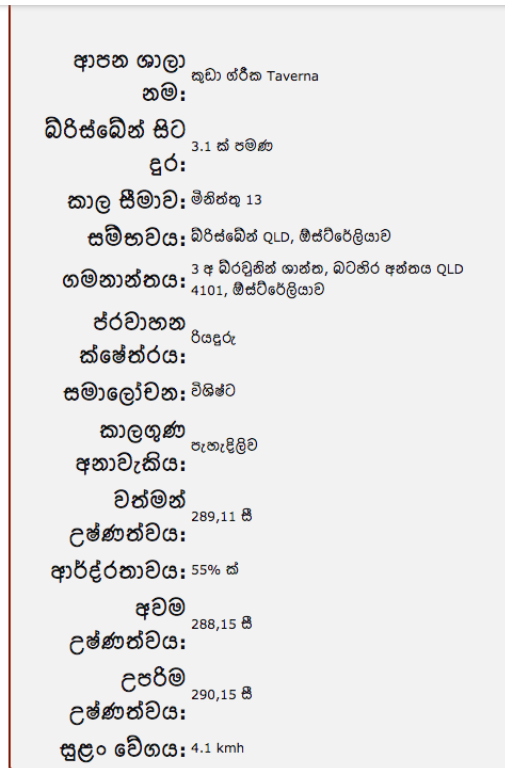 ආපන ශාලා
නම: කුඩා ග්රීක Taverna
බ්රිස්බේන් සිට
දුර: 3.1 ක් පමණ
කාල සීමාව: මිනිත්තු 13
සම්භවය: බ්රිස්බේන් QLD, ඕස්ට්රේලියාව
ගමනාන්තය: 3 අ බ්රවුනින් ශාන්ත, බටහිර අන්තය QLD
4101, ඕස්ට්රේලියාව
ප්රවාහන
ක්ෂේත්රය: රියදුරු
සමාලෝචන: විශිෂ්ට
කාලගුණ
අනාවැකිය: පැහැදිලිව
වත්මන්
උෂ්ණත්වය: 289,11 සී
ආර්ද්රතාවය: 55% ක්
අවම
උෂ්ණත්වය: 288,15 සී
උපරිම
උෂ්ණත්වය: 290,15 සී
සුළං වේගය: 4.1 kmh